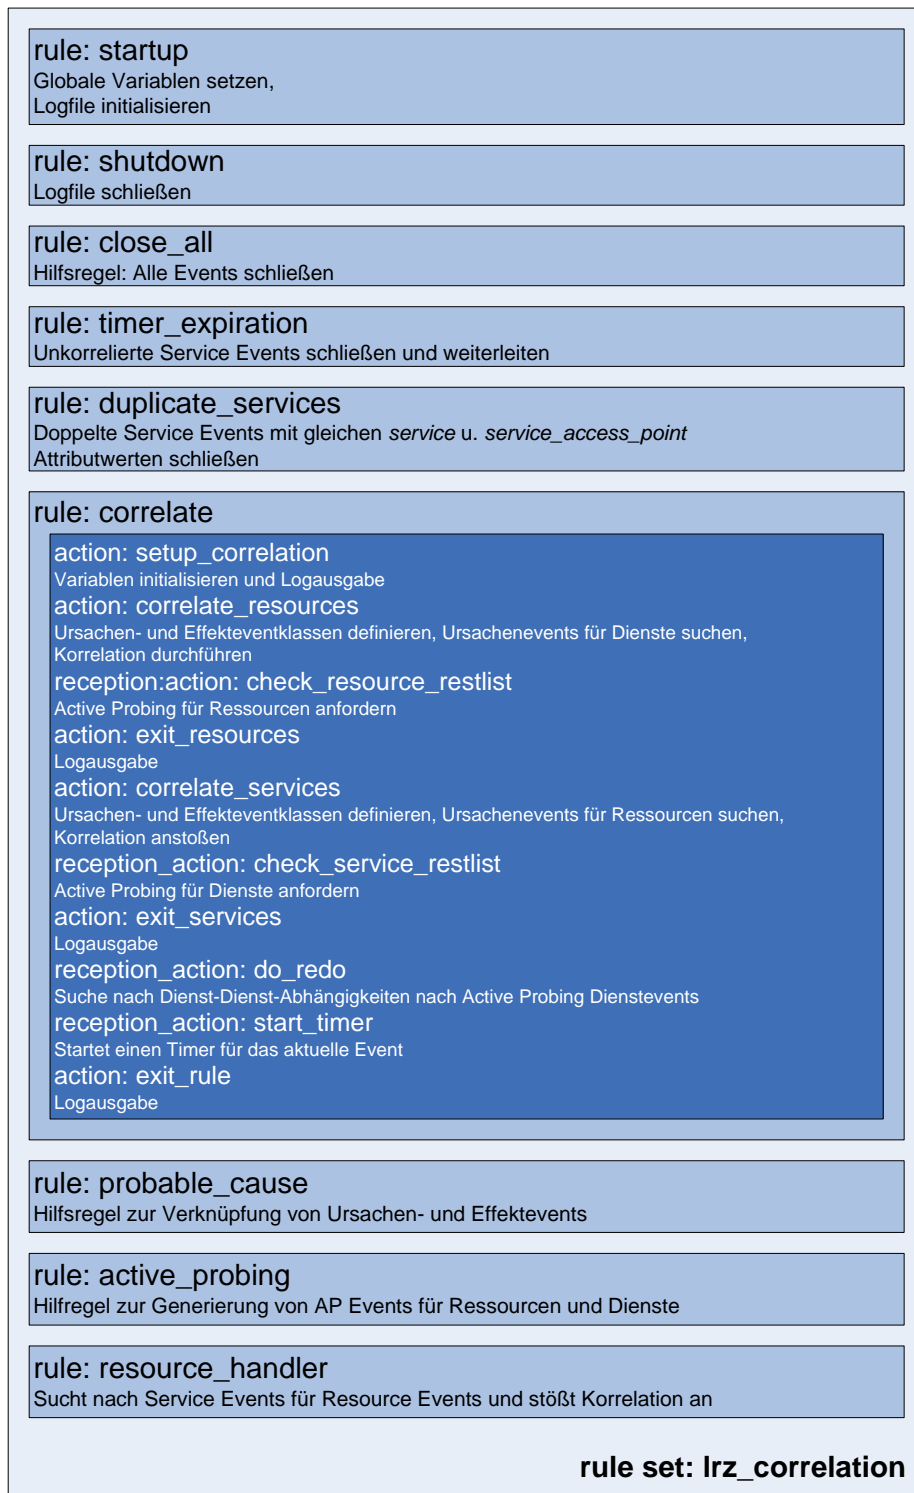 rule: startup
Globale Variablen setzen,
Logfile initialisieren
rule: shutdown
Logfile schließen
rule: close_all
Hilfsregel: Alle Events schließen
rule: timer_expiration
Unkorrelierte Service Events schließen und weiterleiten
rule: duplicate_services
Doppelte Service Events mit gleichen service u. service_access_point
Attributwerten schließen
rule: correlate
action: setup_correlation
Variablen initialisieren und Logausgabe
action: correlate_resources
Ursachen- und Effekteventklassen definieren, Ursachenevents für Dienste suchen,
Korrelation durchführen
reception:action: check_resource_restlist
Active Probing für Ressourcen anfordern
action: exit_resources
Logausgabe
action: correlate_services
Ursachen- und Effekteventklassen definieren, Ursachenevents für Ressourcen suchen,
Korrelation anstoßen
reception_action: check_service_restlist
Active Probing für Dienste anfordern
action: exit_services
Logausgabe
reception_action: do_redo
Suche nach Dienst-Dienst-Abhängigkeiten nach Active Probing Dienstevents
reception_action: start_timer
Startet einen Timer für das aktuelle Event
action: exit_rule
Logausgabe
rule: probable_cause
Hilfsregel zur Verknüpfung von Ursachen- und Effektevents
rule: active_probing
Hilfregel zur Generierung von AP Events für Ressourcen und Dienste
rule: resource_handler
Sucht nach Service Events für Resource Events und stößt Korrelation an
rule set: lrz_correlation